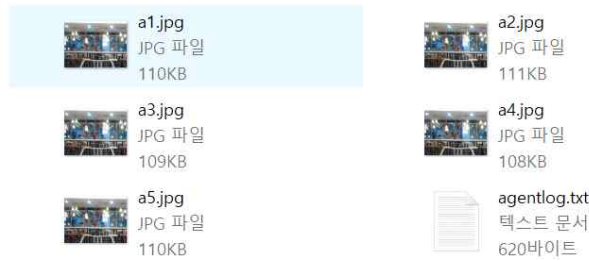 a1.jpg
JPG 파일
110KB
a2.jpg
JPG 파일
111KB
a3.jpg
JPG 파일
109KB
a4.jpg
JPG 파일
108KB
a5.jpg
JPG 파일
110KB
agentlog.txt
텍스트 문서
620바이트